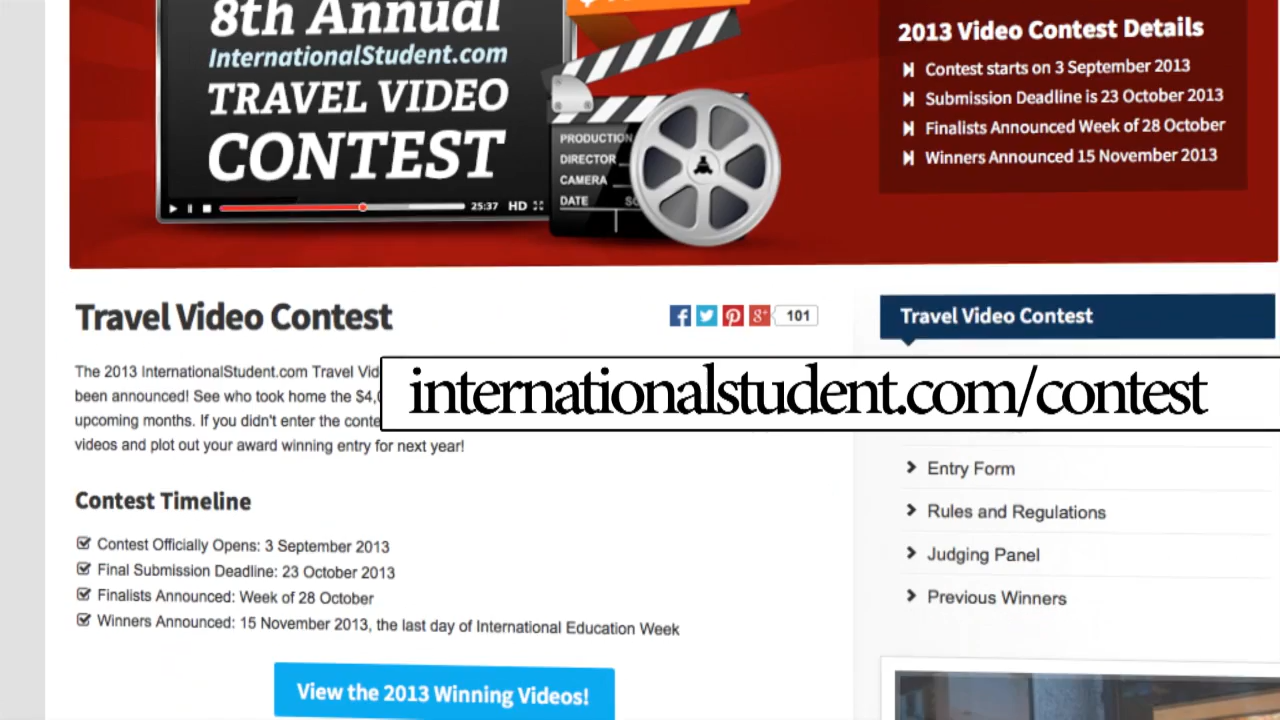 8th Annual
InternationalStudent.com
TRAVEL VIDEO
CONTEST
25:37 HD
PRODUCTION
DIRECTOR
CAMERA
DATE
2013 Video Contest Details
Contest starts on 3 September 2013
Submission Deadline is 23 October 2013
Finalists Announced Week of 28 October
Winners Announced 15 November 2013
Travel Video Contest
101
The 2013 InternationalStudent.com Travel
been announced! See who took home the
upcoming months. If you didn't enter the
videos and plot out your award winning entry for next year!
internationalstudent.com/contest
Contest Timeline
Contest Officially Opens: 3 September 2013
Final Submission Deadline: 23 October 2013
Finalists Announced: Week of 28 October
Winners Announced: 15 November 2013, the last day of International Education Week
View the 2013 Winning Videos!
Travel Video Contest
Entry Form
Rules and Regulations
Judging Panel
Previous Winners